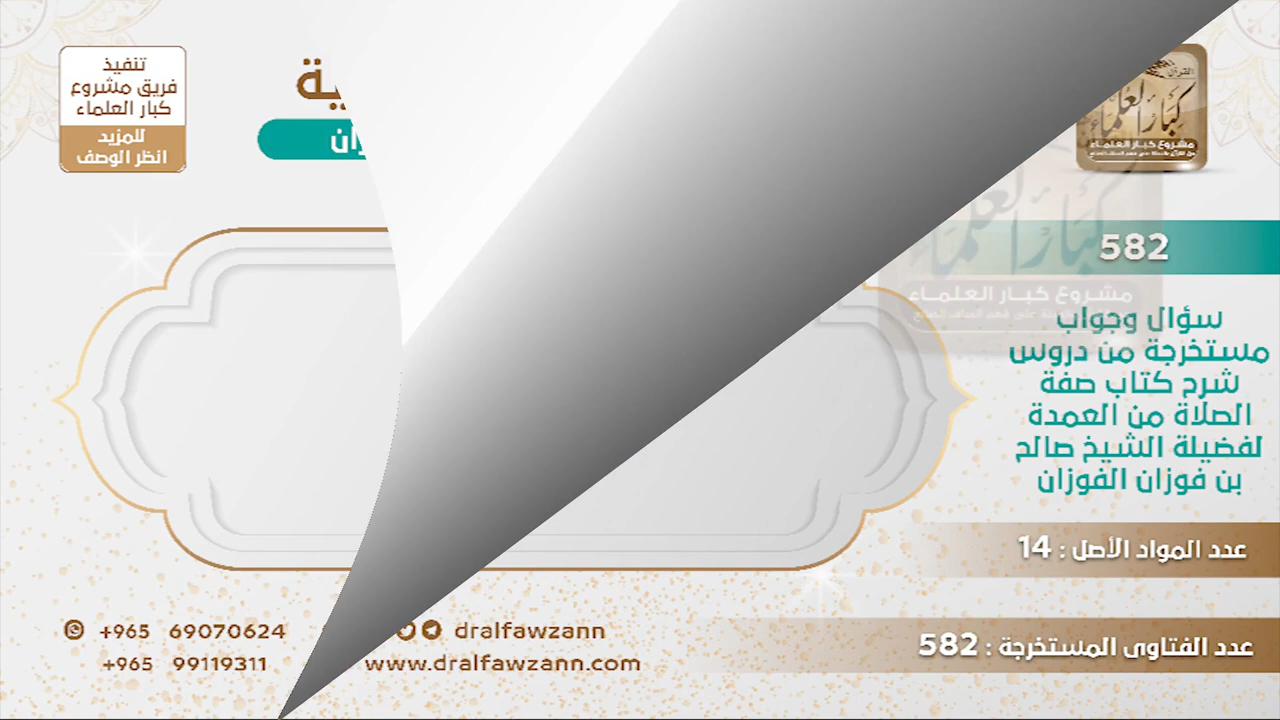 تنفيذ
فريق مشروع
كبار العلماء
للمزيد
انظر الوصف
كبار العلماء
مشروع كبار العلماء
582
سؤال وجواب
مستخرجة من دروس
شرح كتاب صفة
الصلاة من العمدة
لفضيلة الشيخ صالح
بن فوزان الفوزان
عدد المواد الأصل : 14
عدد الفتاوى المستخرجة : 582
+965 69070624
+965 99119311
dralfawzann
www.dralfawzann.com
كبار العلماء
مشروع كبار العلماء